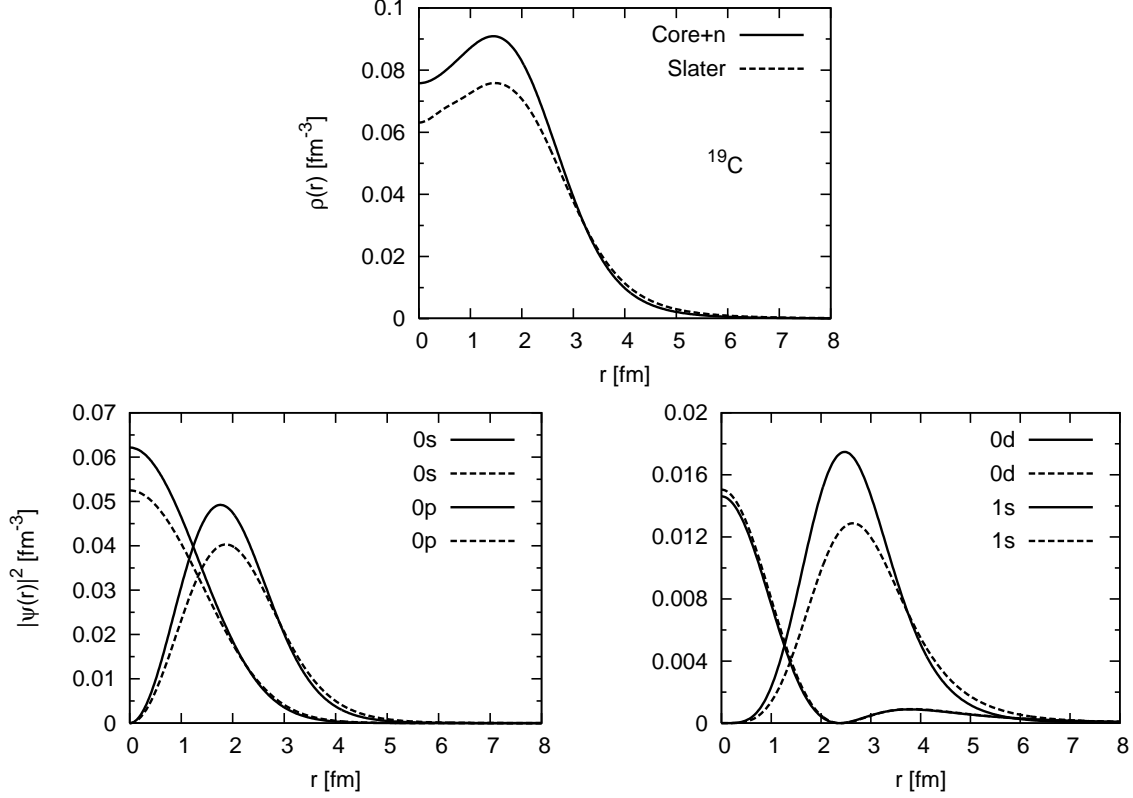 0.1
0.08
0.06
0.04
0.02
0
0 1 2 3 4 5 6 7 8
ρ(r) [fm⁻³]
r [fm]
Core+n
Slater
¹⁹C
0.07
0.06
0.05
0.04
0.03
0.02
0.01
0
0 1 2 3 4 5 6 7 8
|ψ(r)|² [fm⁻³]
r [fm]
0s
0s
0p
0p
0.02
0.016
0.012
0.008
0.004
0
0 1 2 3 4 5 6 7 8
r [fm]
0d
0d
1s
1s